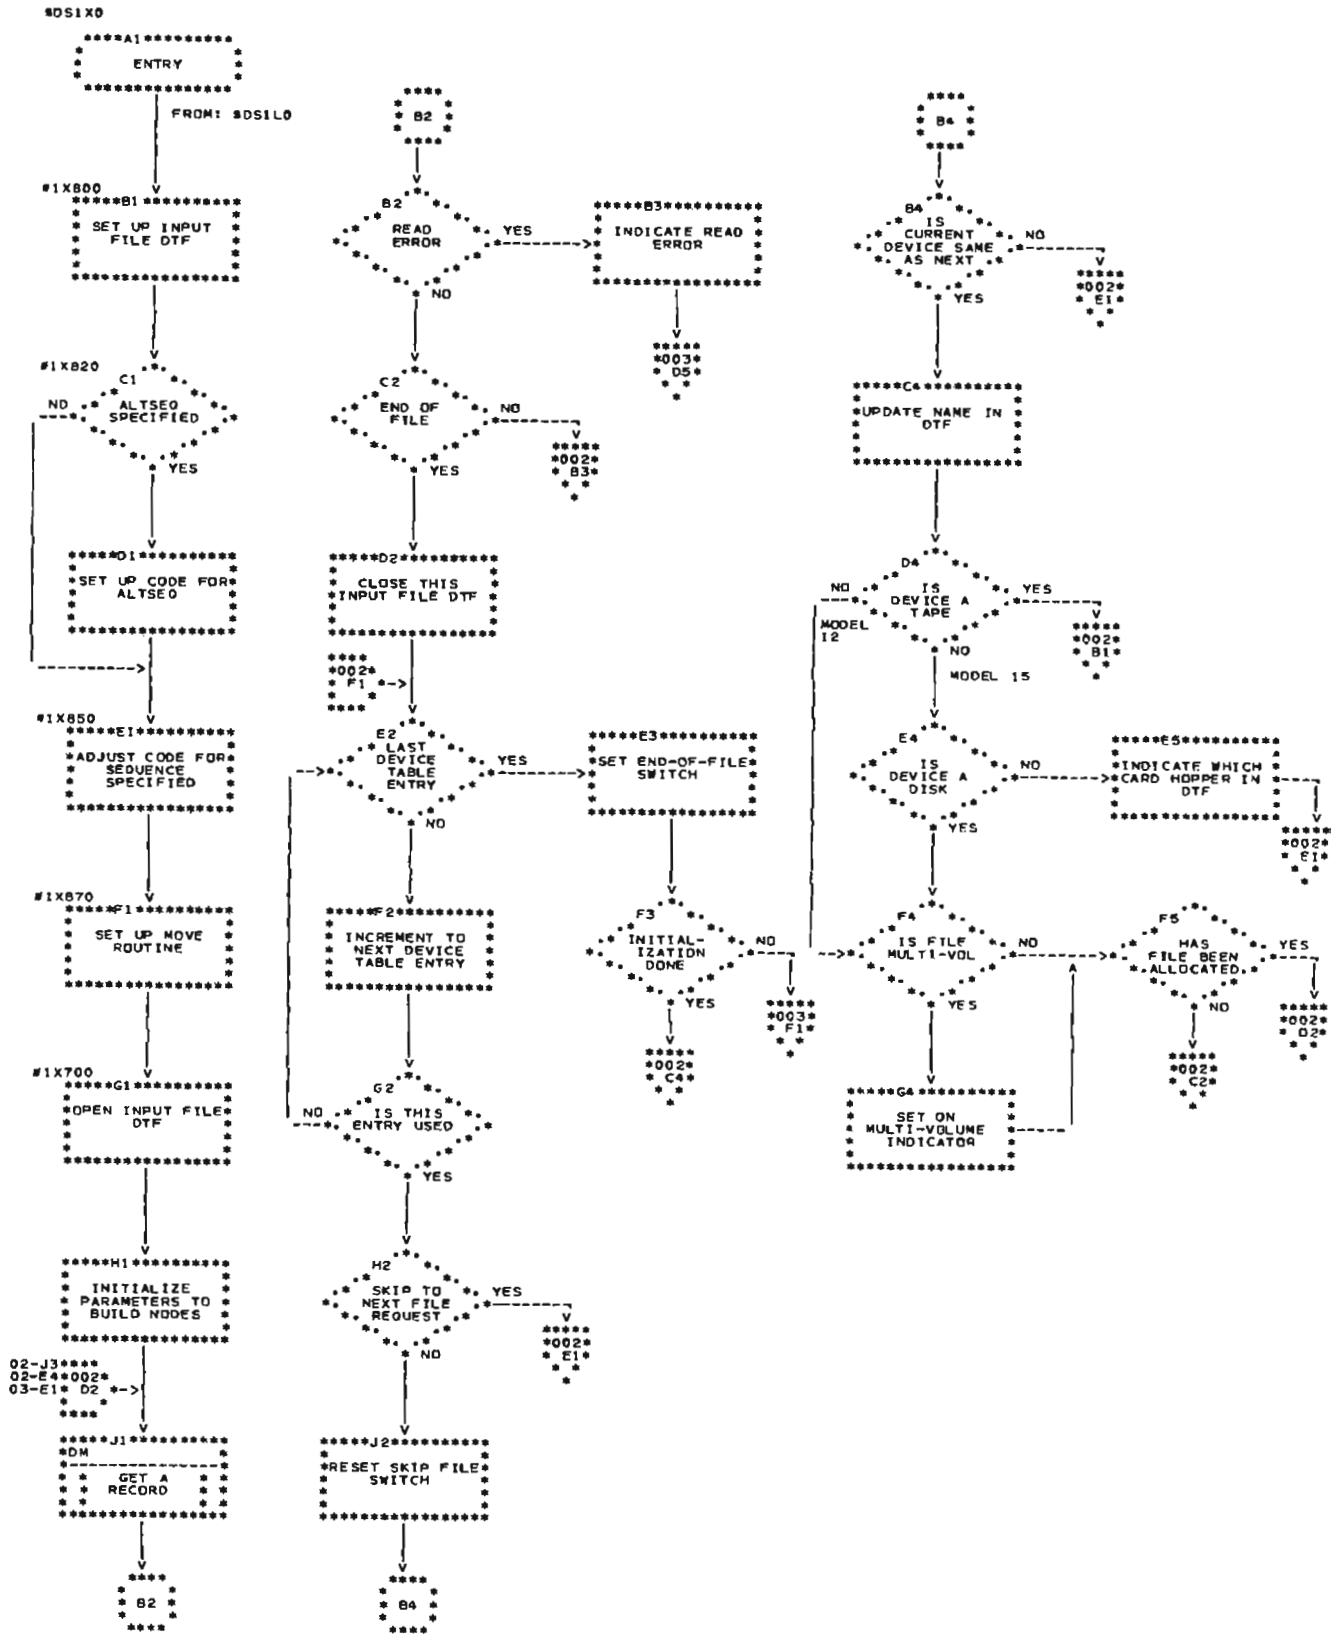 $DS1X0
A1
ENTRY
FROM: $DSIL0
#1X800
B1
SET UP INPUT
FILE DTF
#1X820
C1
ALTSEQ
SPECIFIED
NO
YES
D1
SET UP CODE FOR
ALTSEQ
#1X850
E1
ADJUST CODE FOR
SEQUENCE
SPECIFIED
#1X870
F1
SET UP MOVE
ROUTINE
#1X700
G1
OPEN INPUT FILE
DTF
H1
INITIALIZE
PARAMETERS TO
BUILD NODES
02-J3
02-E4*002*
03-E1* D2 *->
J1
*DM
GET A
RECORD
B2
B2
B2
READ
ERROR
YES
NO
B3
INDICATE READ
ERROR
*003*
D5
C2
END OF
FILE
NO
*002*
B3
YES
D2
CLOSE THIS
INPUT FILE DTF
*002*
F1 *->
E2
LAST
DEVICE
TABLE
ENTRY
YES
NO
E3
SET END-OF-FILE
SWITCH
F2
INCREMENT TO
NEXT DEVICE
TABLE ENTRY
F3
INITIAL-
IZATION
DONE
NO
*003*
F1
YES
*002*
C4
G2
IS THIS
ENTRY USED
NO
YES
H2
SKIP TO
NEXT FILE
REQUEST
YES
*002*
E1
NO
J2
RESET SKIP FILE
SWITCH
B4
B4
B4
IS
CURRENT
DEVICE SAME
AS NEXT
NO
*002*
E1
YES
C4
UPDATE NAME IN
DTF
D4
IS
DEVICE A
TAPE
NO
MODEL
12
YES
*002*
B1
NO
MODEL 15
E4
IS
DEVICE A
DISK
NO
YES
E5
INDICATE WHICH
CARD HOPPER IN
DTF
*002*
E1
F4
IS FILE
MULTI-VOL
NO
YES
F5
HAS
FILE BEEN
ALLOCATED
YES
*002*
D2
NO
*002*
C2
G4
SET ON
MULTI-VOLUME
INDICATOR